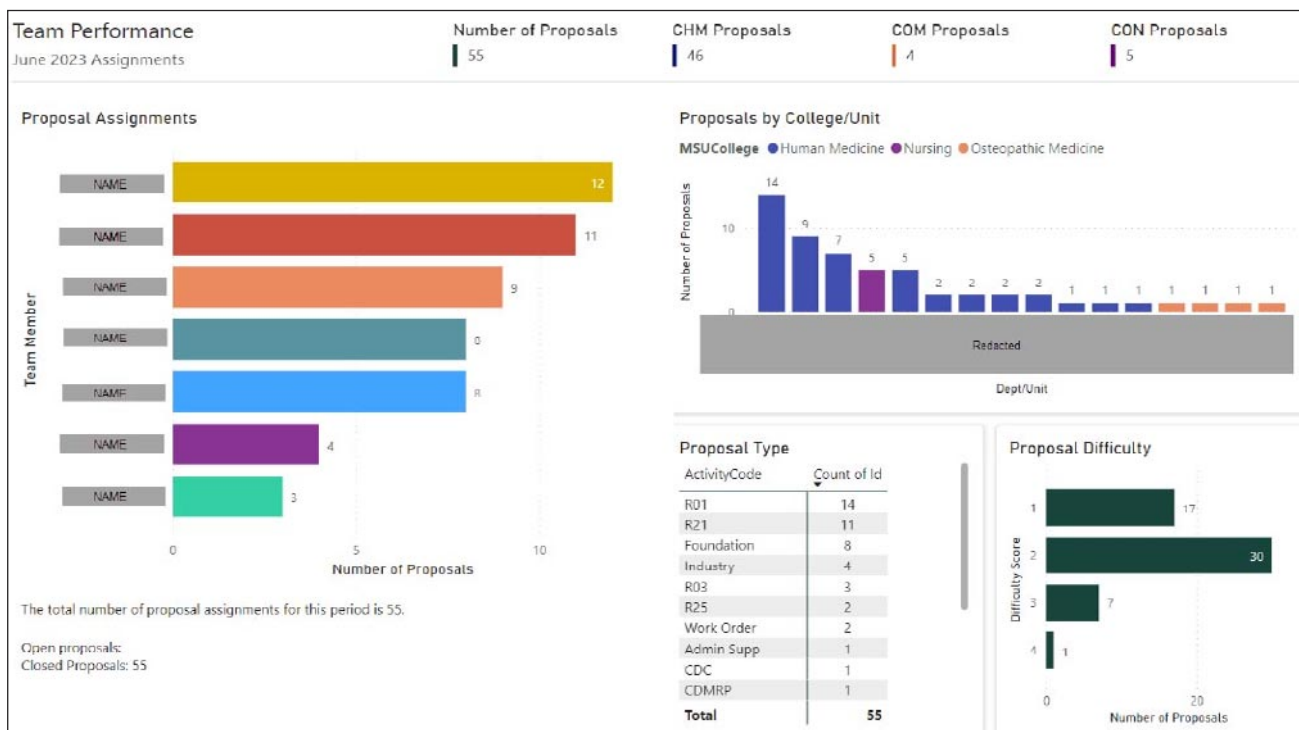 Team Performance
June 2023 Assignments
Number of Proposals
55
CHM Proposals
46
COM Proposals
4
CON Proposals
5
Proposal Assignments
Team Member
NAME
12
NAME
11
NAME
9
NAME
NAME
8
NAME
4
NAME
3
0 5 10
Number of Proposals
The total number of proposal assignments for this period is 55.
Open proposals:
Closed Proposals: 55
Proposals by College/Unit
MSUCollege Human Medicine Nursing Osteopathic Medicine
Number of Proposals
10
0
14 9 7 5 5 2 2 2 2 1 1 1 1 1 1 1
Redacted
Dept/Unit
Proposal Type
ActivityCode Count of Id
R01 14
R21 11
Foundation 8
Industry 4
R03 3
R25 2
Work Order 2
Admin Supp 1
CDC 1
CDMRP 1
Total 55
Proposal Difficulty
Difficulty Score
1 17
2 30
3 7
4 1
0 20
Number of Proposals